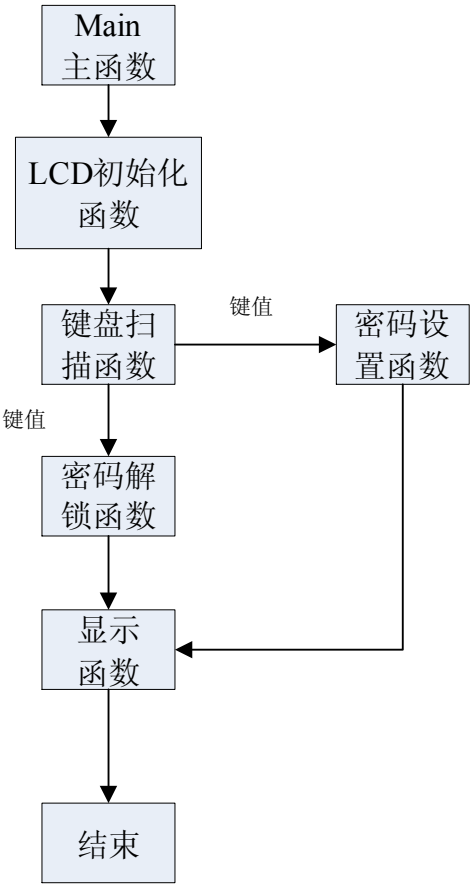 Main
主函数
LCD初始化
函数
键盘扫
描函数
键值
密码设
置函数
键值
密码解
锁函数
显示
函数
结束